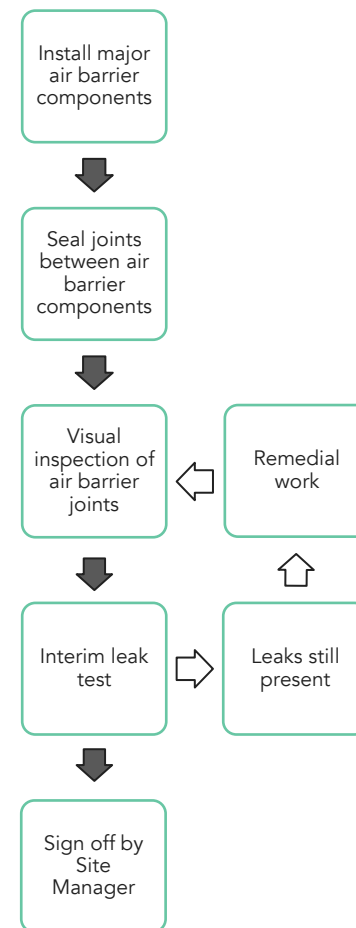 Install major
air barrier
components
Seal joints
between air
barrier
components
Visual
inspection of
air barrier
joints
Remedial
work
Interim leak
test
Leaks still
present
Sign off by
Site
Manager